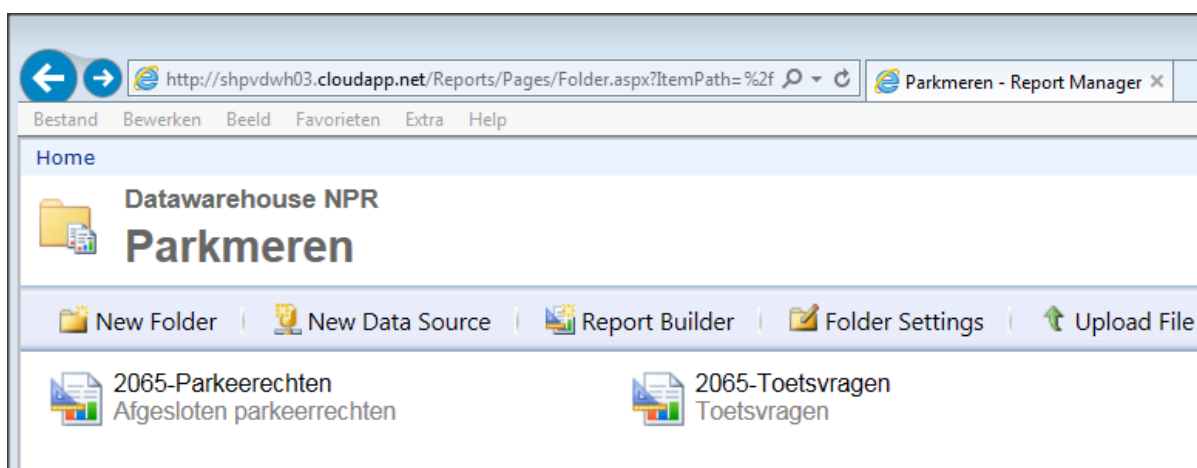 http://shpvdwh03.cloudapp.net/Reports/Pages/Folder.aspx?ItemPath=%2f
Parkmeren - Report Manager
Bestand Bewerken Beeld Favorieten Extra Help
Home
Datawarehouse NPR
Parkmeren
New Folder New Data Source Report Builder Folder Settings Upload File
2065-Parkeerechten 2065-Toetsvragen
Afgesloten parkeerrechten Toetsvragen